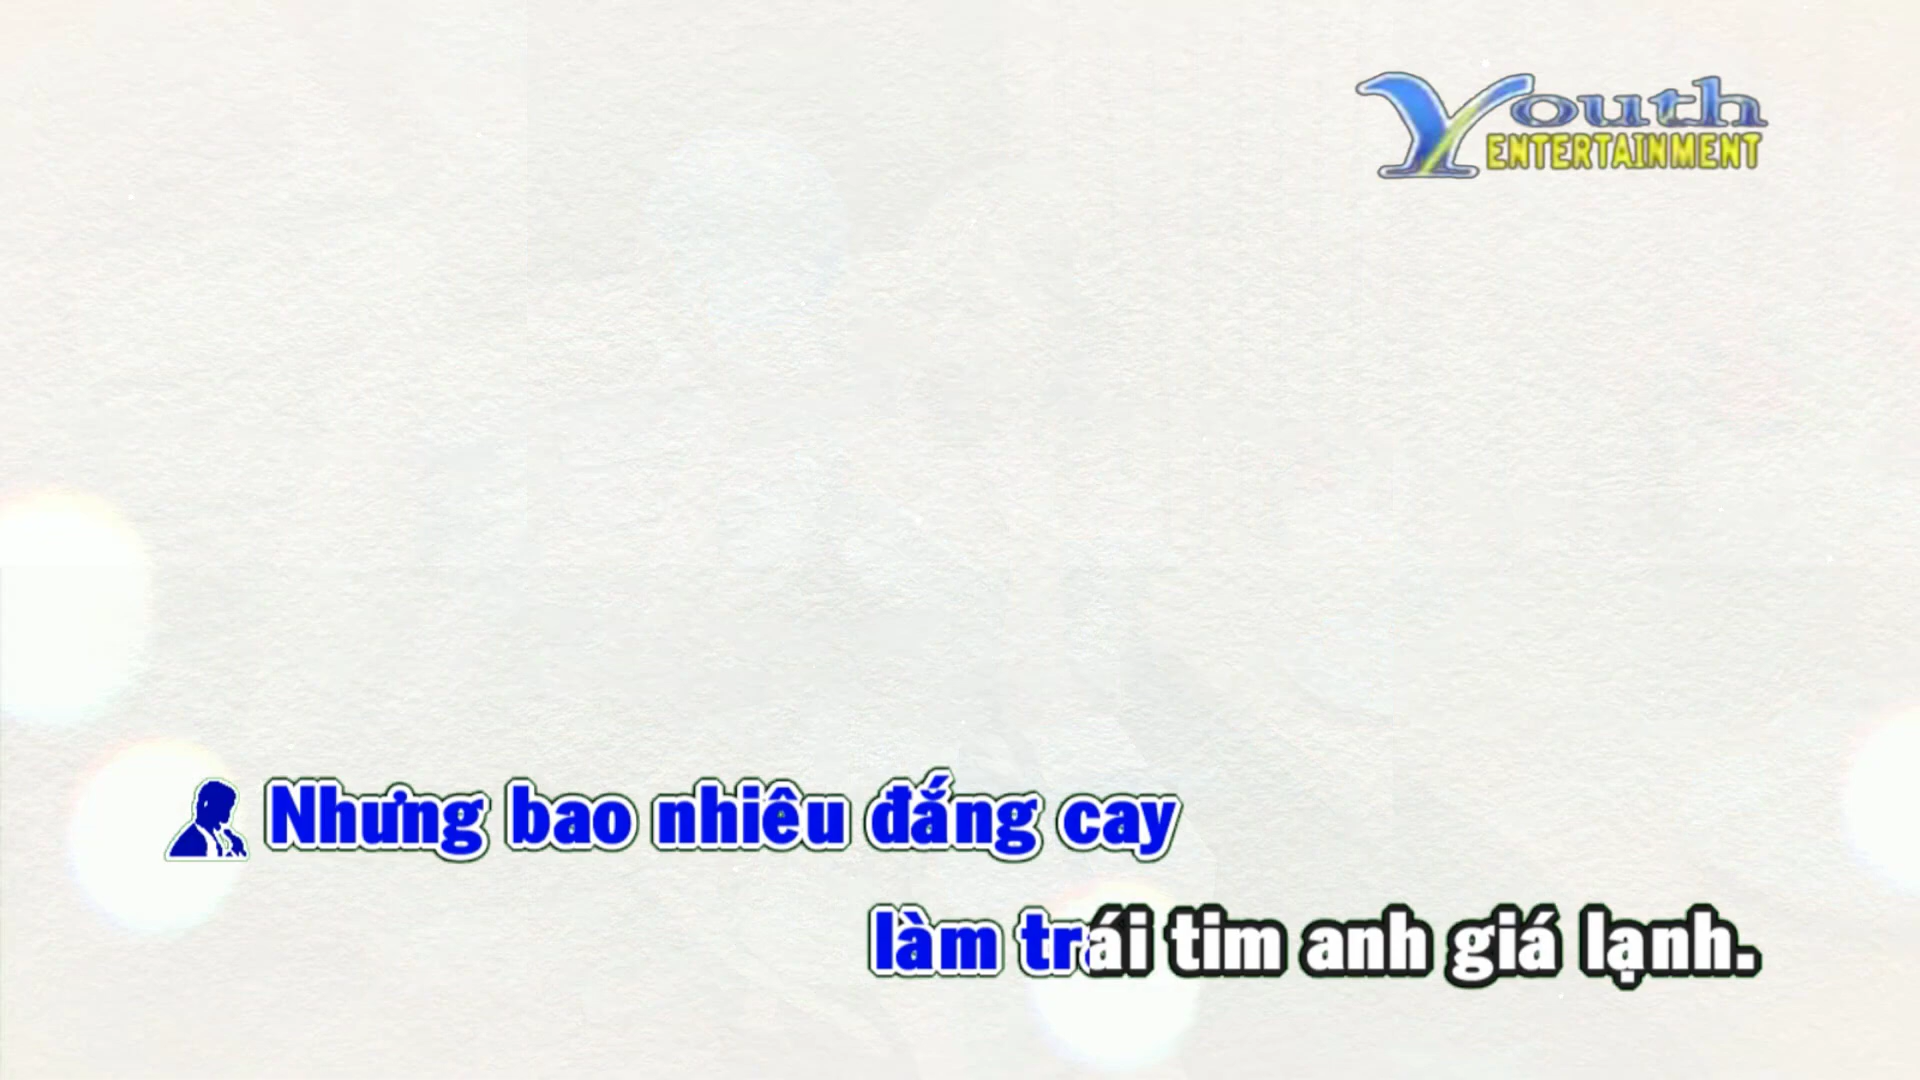 Youth
ENTERTAINMENT
Nhưng bao nhiêu đắng cay
làm trái tim anh giá lạnh.